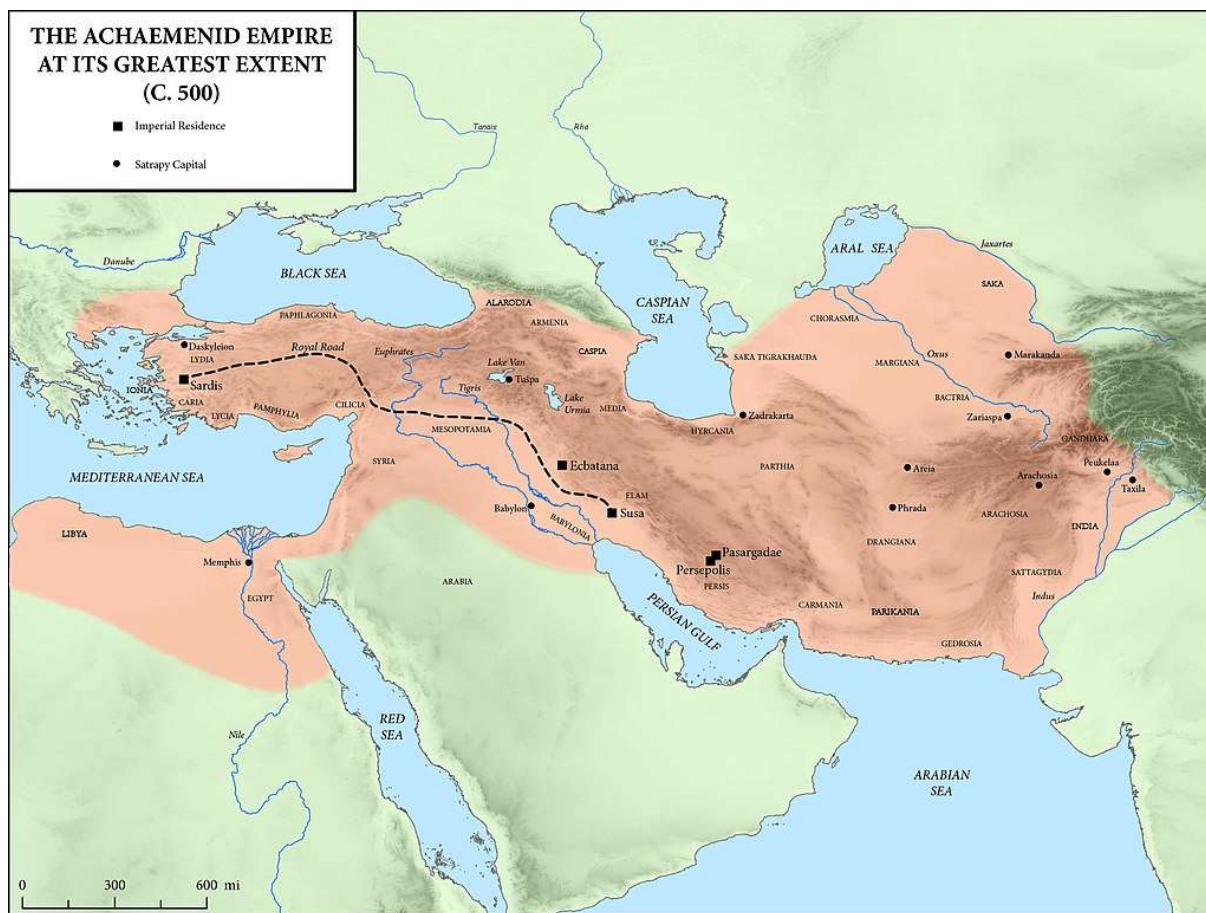 THE ACHAEMENID EMPIRE
AT ITS GREATEST EXTENT
(C. 500)
Imperial Residence
Satrapy Capital
Tanais
Rha
Danube
BLACK SEA
CASPIAN
SEA
ARAL SEA
Jaxartes
SAKA
ALARODIA
PAPHLAGONIA
ARMENIA
CHORASMIA
Daskyleion
LYDIA
Royal Road
Euphrates
CASPIA
SAKA TIGRAKHAUDA
MARGIANA
Oxus
Marakanda
Lake Van
Tušpa
Tigris
IONIA
Sardis
CARIA
LYCIA
PAMPHYLIA
CILICIA
Lake
Urmia
MEDIA
BACTRIA
Zariaspa
Zadrakarta
HYRCANIA
MESOPOTAMIA
GANDHARA
MEDITERRANEAN SEA
SYRIA
Ecbatana
PARTHIA
Areia
Arachosia
Peukelaa
Taxila
ELAM
Susa
Babylon
BABYLONIA
Phrada
ARACHOSIA
INDIA
LIBYA
DRANGIANA
Memphis
Pasargadae
Persepolis
PERSIS
SATTAGYDIA
ARABIA
EGYPT
CARMANIA
PARIKANIA
Indus
PERSIAN GULF
GEDROSIA
Nile
RED
SEA
ARABIAN
SEA
0 300 600 mi